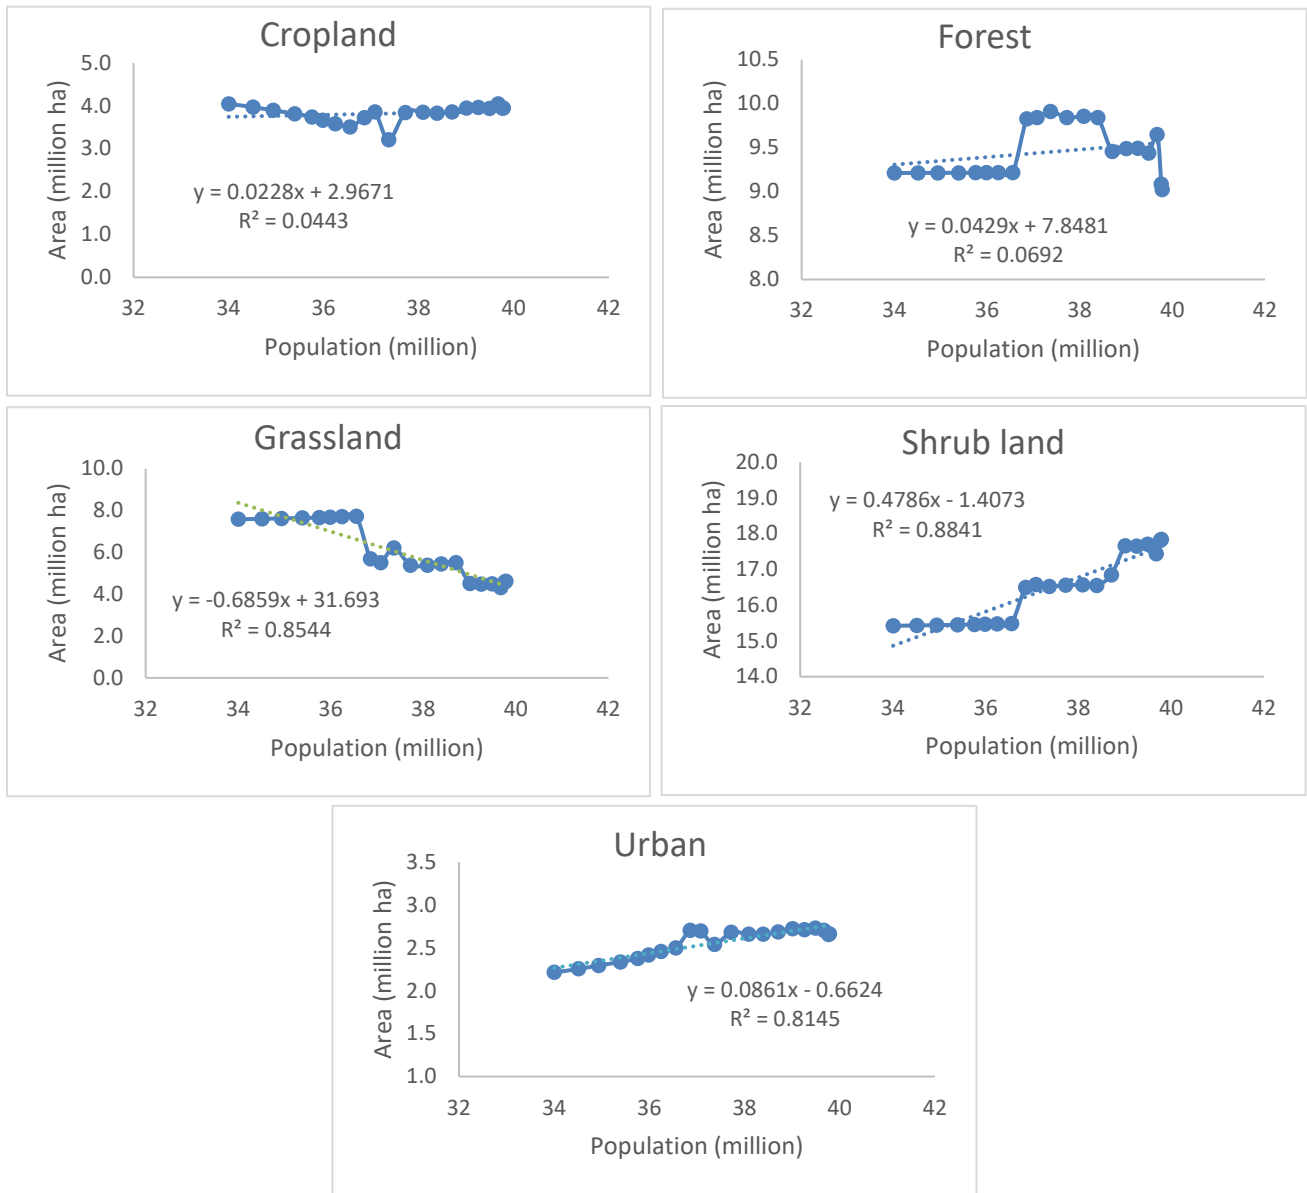 Cropland
Area (million ha)
5.0
4.0
3.0
2.0
1.0
0.0
y = 0.0228x + 2.9671
R² = 0.0443
32 34 36 38 40 42
Population (million)
Forest
Area (million ha)
10.5
10.0
9.5
9.0
8.5
8.0
y = 0.0429x + 7.8481
R² = 0.0692
32 34 36 38 40 42
Population (million)
Grassland
Area (million ha)
10.0
8.0
6.0
4.0
2.0
0.0
y = -0.6859x + 31.693
R² = 0.8544
32 34 36 38 40 42
Population (million)
Shrub land
Area (million ha)
20.0
19.0
18.0
17.0
16.0
15.0
14.0
y = 0.4786x - 1.4073
R² = 0.8841
32 34 36 38 40 42
Population (million)
Urban
Area (million ha)
3.5
3.0
2.5
2.0
1.5
1.0
y = 0.0861x - 0.6624
R² = 0.8145
32 34 36 38 40 42
Population (million)